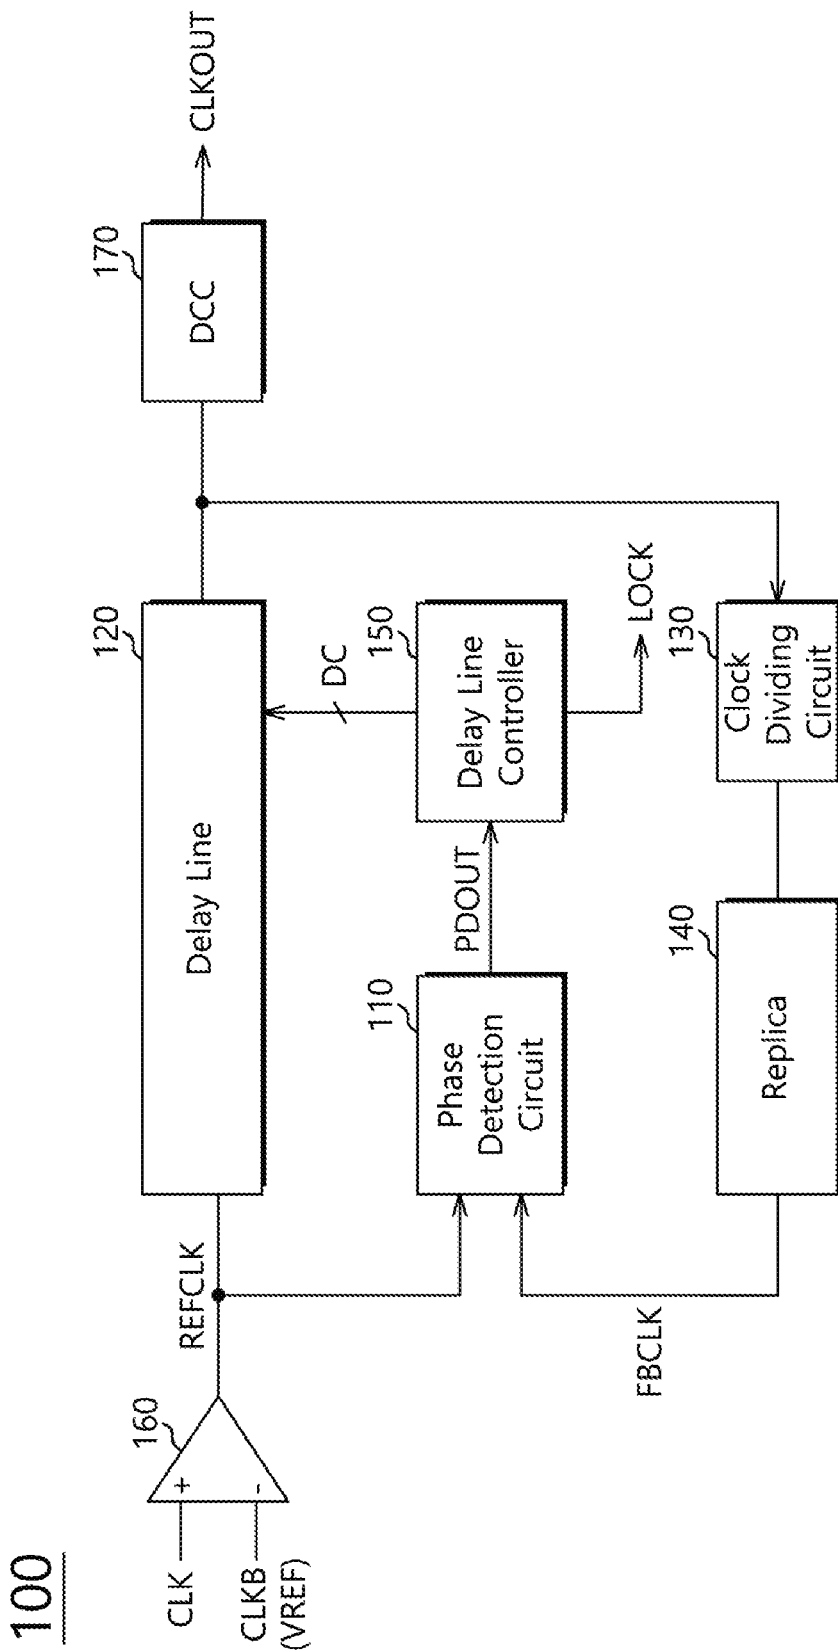 100
CLK
CLKB
(VREF)
+
-
160
REFCLK
120
Delay Line
170
DCC
CLKOUT
110
Phase
Detection
Circuit
PDOUT
150
Delay Line
Controller
DC
LOCK
FBCLK
140
Replica
130
Clock
Dividing
Circuit